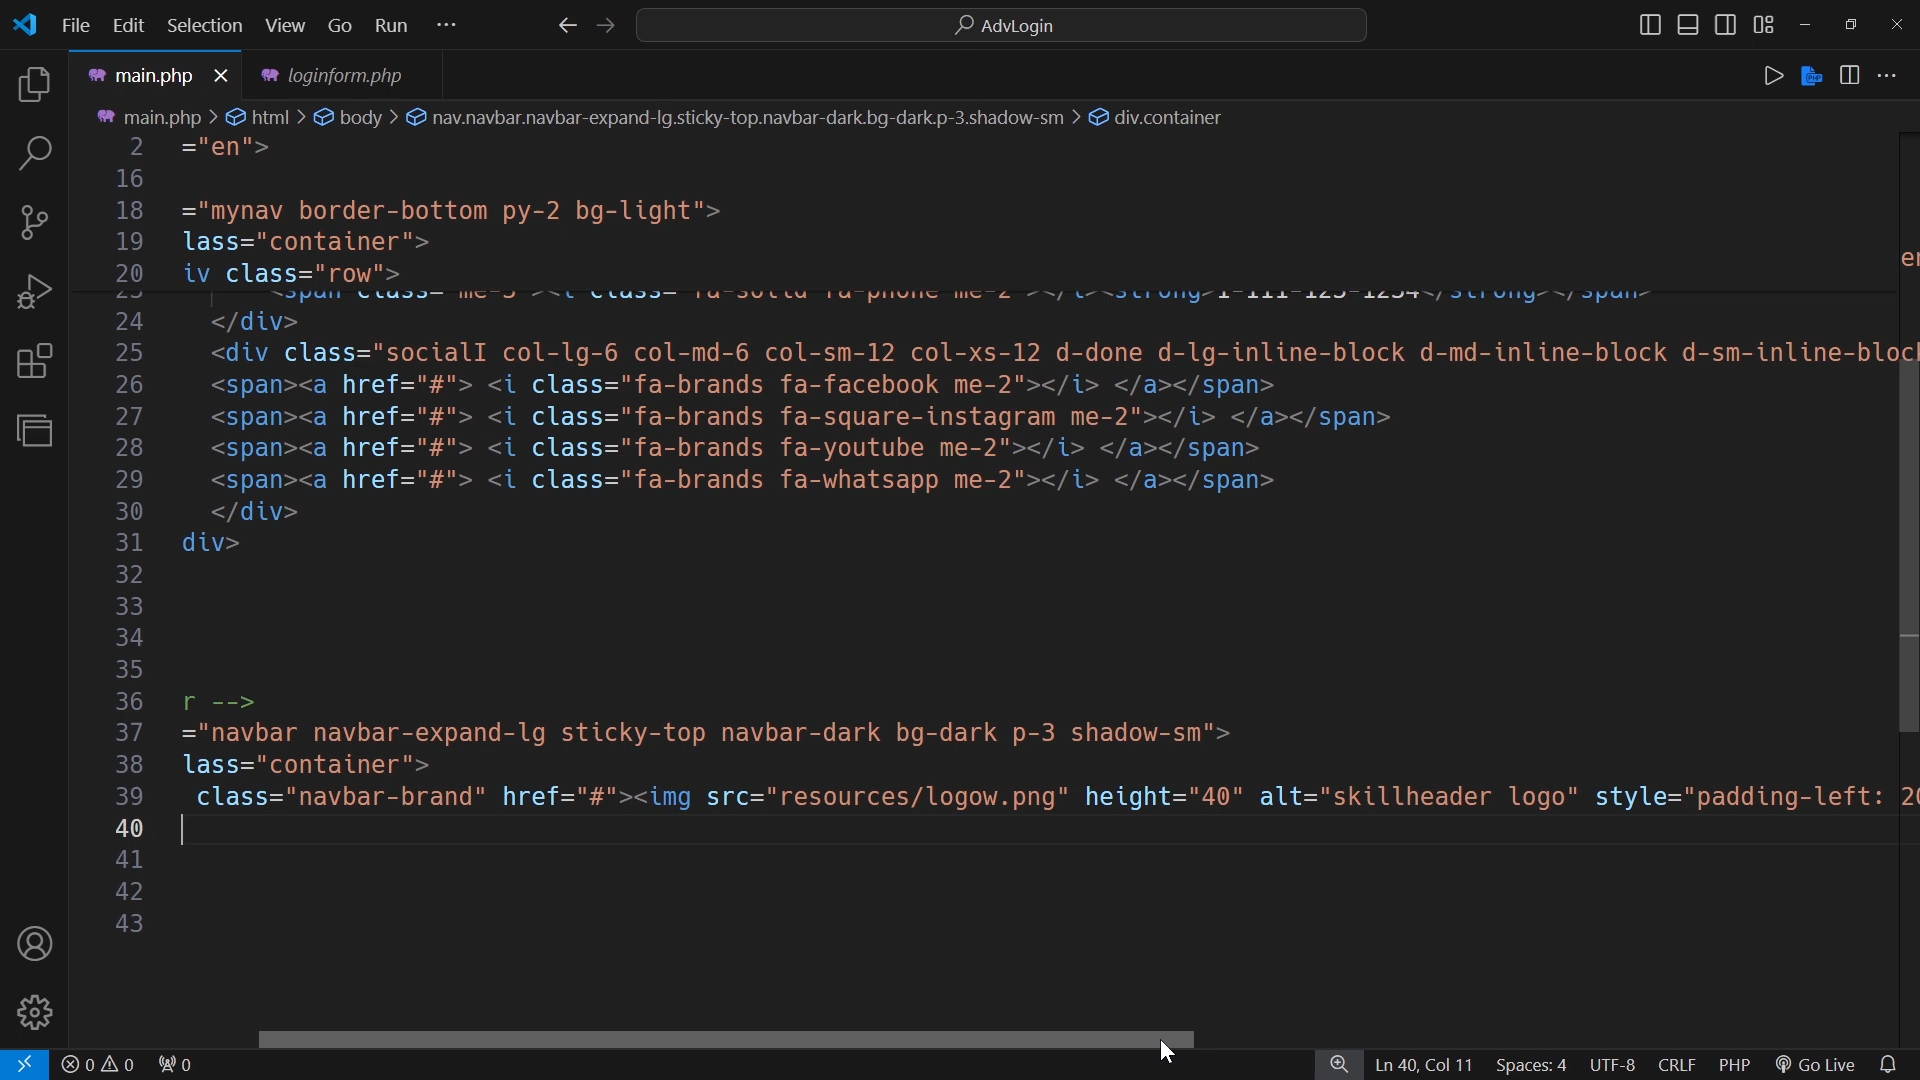 File Edit Selection View Go Run ··· AdvLogin
main.php loginform.php
main.php > html > body > nav.navbar.navbar-expand-lg.sticky-top.navbar-dark.bg-dark.p-3.shadow-sm > div.container
2 ="en">
16
18 ="mynav border-bottom py-2 bg-light">
19 lass="container">
20 iv class="row">
24 </div>
25 <div class="socialI col-lg-6 col-md-6 col-sm-12 col-xs-12 d-done d-lg-inline-block d-md-inline-block d-sm-inline-block
26 <span><a href="#"> <i class="fa-brands fa-facebook me-2"></i> </a></span>
27 <span><a href="#"> <i class="fa-brands fa-square-instagram me-2"></i> </a></span>
28 <span><a href="#"> <i class="fa-brands fa-youtube me-2"></i> </a></span>
29 <span><a href="#"> <i class="fa-brands fa-whatsapp me-2"></i> </a></span>
30 </div>
31 div>
32
33
34
35
36 r -->
37 ="navbar navbar-expand-lg sticky-top navbar-dark bg-dark p-3 shadow-sm">
38 lass="container">
39 class="navbar-brand" href="#"><img src="resources/logow.png" height="40" alt="skillheader logo" style="padding-left: 20
40
41
42
43
0 0 0 Ln 40, Col 11 Spaces: 4 UTF-8 CRLF PHP Go Live